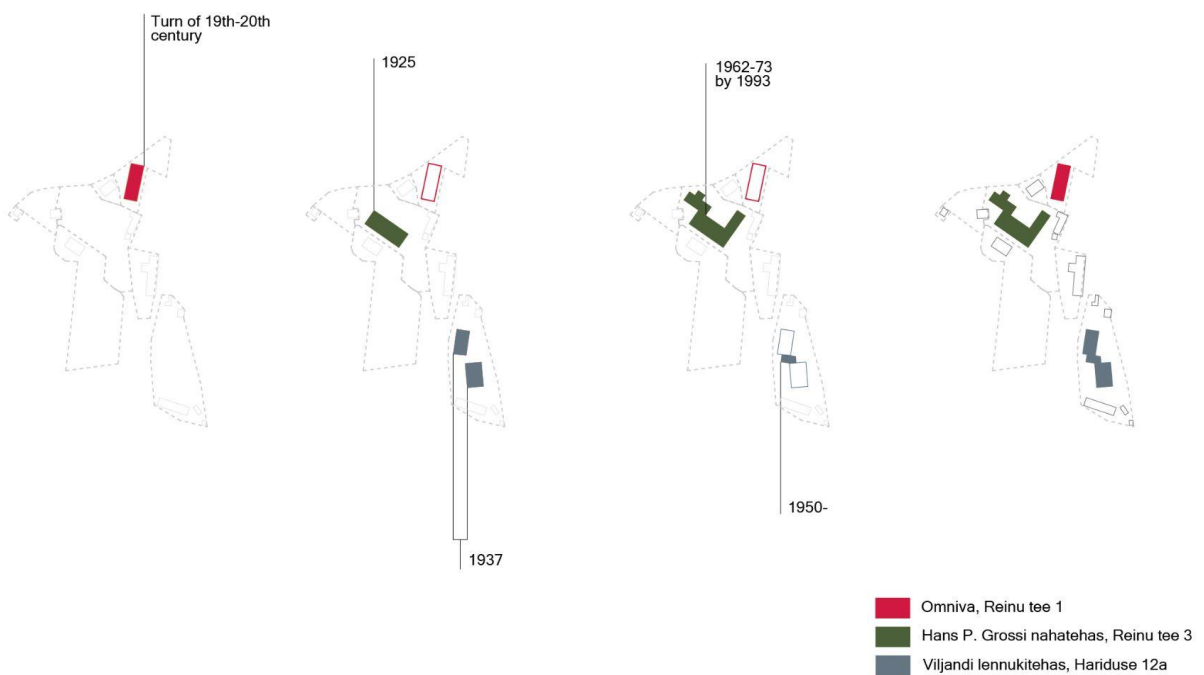 Turn of 19th-20th
century
1925
1962-73
by 1993
1937
1950-
Omniva, Reinu tee 1
Hans P. Grossi nahatehas, Reinu tee 3
Viljandi lennukitehas, Hariduse 12a